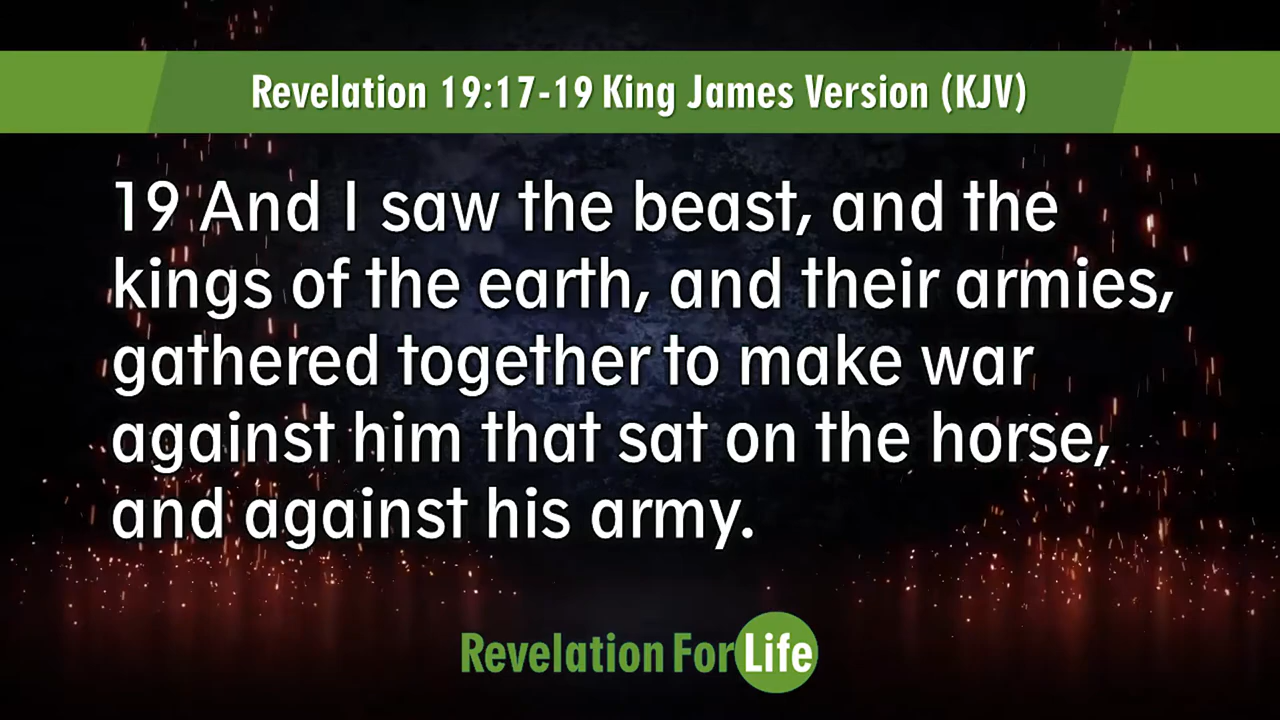 Revelation 19:17-19 King James Version (KJV)
19 And I saw the beast, and the
kings of the earth, and their armies,
gathered together to make war
against him that sat on the horse,
and against his army.
Revelation For Life